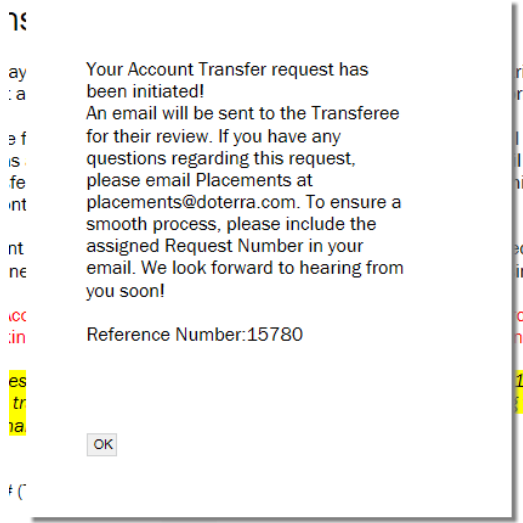 Your Account Transfer request has
been initiated!
An email will be sent to the Transferee
for their review. If you have any
questions regarding this request,
please email Placements at
placements@doterra.com. To ensure a
smooth process, please include the
assigned Request Number in your
email. We look forward to hearing from
you soon!
Reference Number:15780
OK